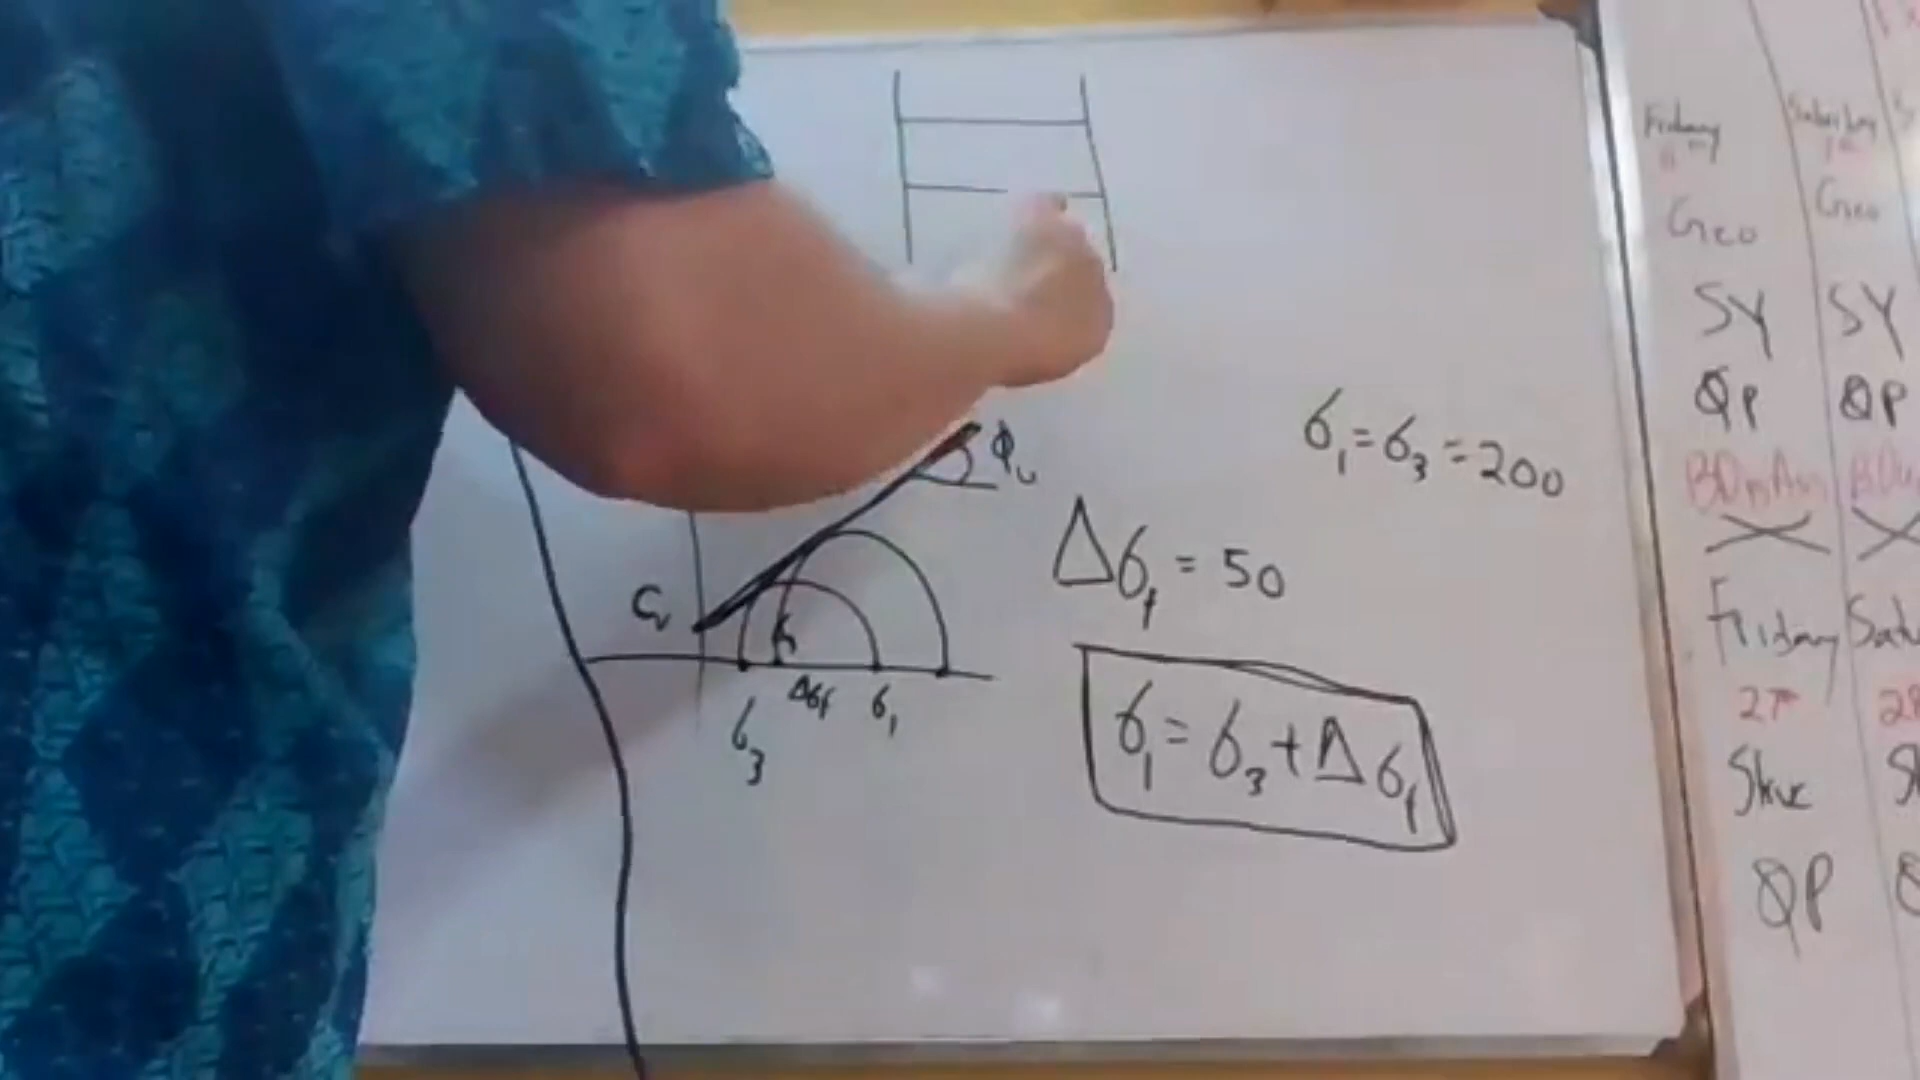 ϕu
σ1 = σ3 = 200
Δσf = 50
Cu
σ3
Δσf
σ1
σ1 = σ3 + Δσf
Friday
Saturday
Geo
Geo
SY
SY
QP
QP
X
X
Friday
27
28
QP